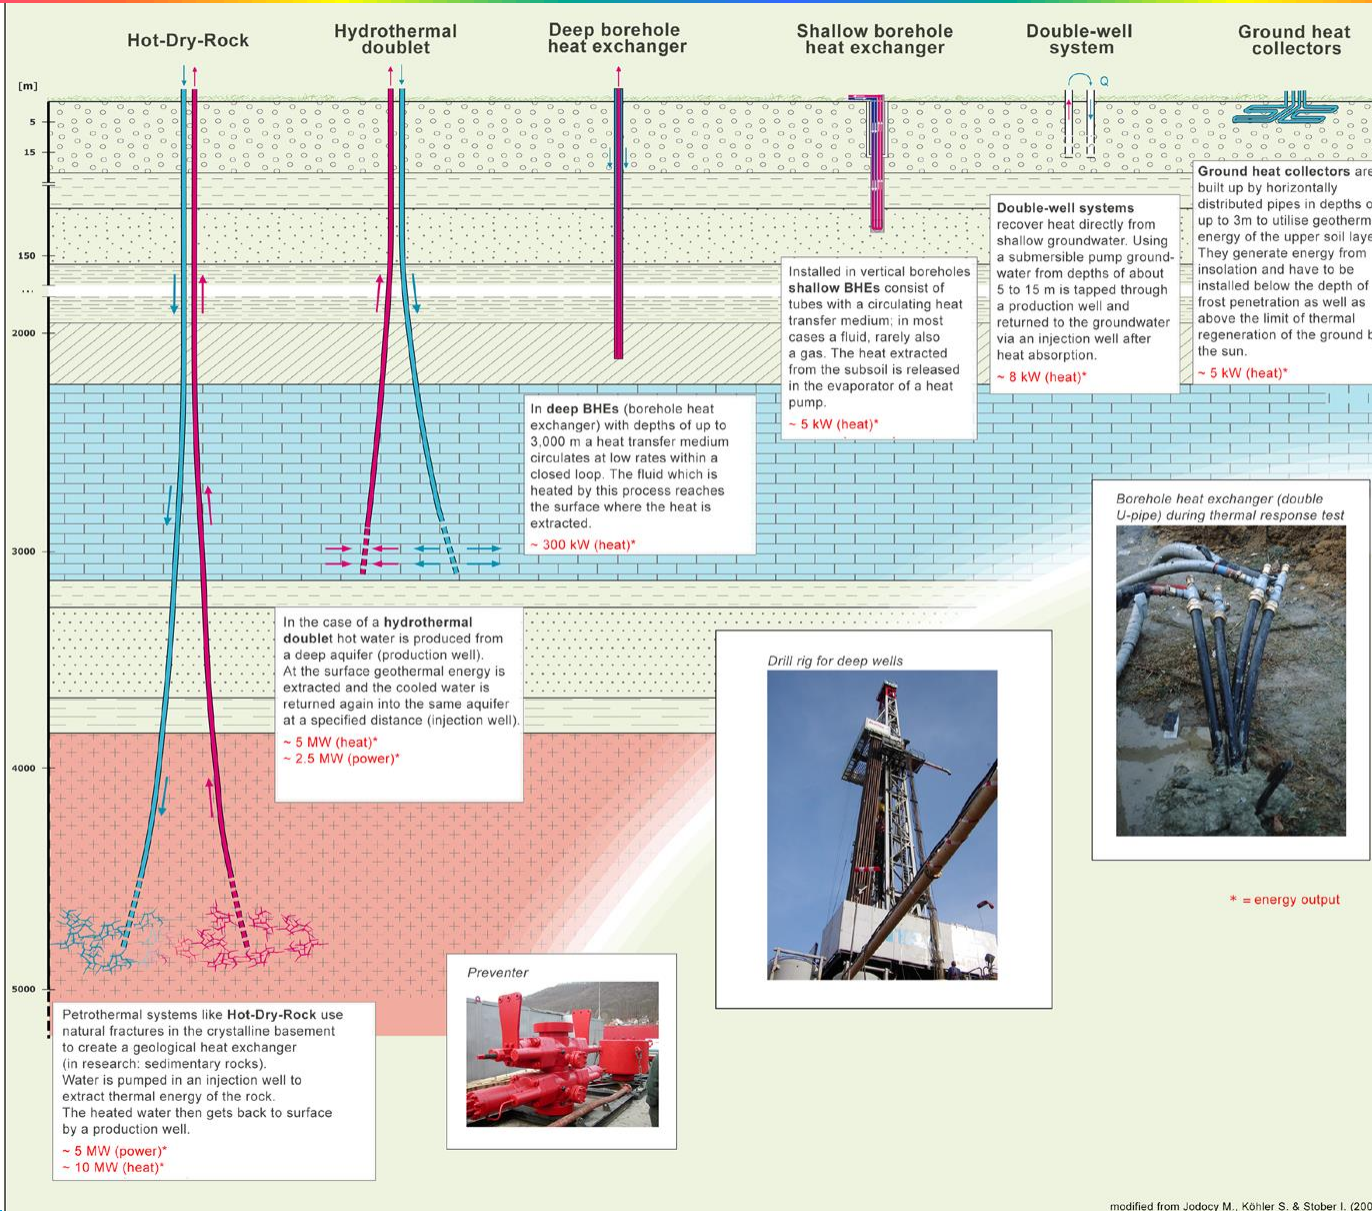 Hot-Dry-Rock
Hydrothermal
doublet
Deep borehole
heat exchanger
Shallow borehole
heat exchanger
Double-well
system
Ground heat
collectors
[m]
5
15
150
...
2000
3000
4000
5000
Q
Ground heat collectors are
built up by horizontally
distributed pipes in depths o
up to 3m to utilise geotherm
energy of the upper soil laye
They generate energy from
insolation and have to be
installed below the depth of
frost penetration as well as
above the limit of thermal
regeneration of the ground b
the sun.
~ 5 kW (heat)*
Double-well systems
recover heat directly from
shallow groundwater. Using
a submersible pump ground-
water from depths of about
5 to 15 m is tapped through
a production well and
returned to the groundwater
via an injection well after
heat absorption.
~ 8 kW (heat)*
Installed in vertical boreholes
shallow BHEs consist of
tubes with a circulating heat
transfer medium; in most
cases a fluid, rarely also
a gas. The heat extracted
from the subsoil is released
in the evaporator of a heat
pump.
~ 5 kW (heat)*
In deep BHEs (borehole heat
exchanger) with depths of up to
3,000 m a heat transfer medium
circulates at low rates within a
closed loop. The fluid which is
heated by this process reaches
the surface where the heat is
extracted.
~ 300 kW (heat)*
In the case of a hydrothermal
doublet hot water is produced from
a deep aquifer (production well).
At the surface geothermal energy is
extracted and the cooled water is
returned again into the same aquifer
at a specified distance (injection well).
~ 5 MW (heat)*
~ 2.5 MW (power)*
Borehole heat exchanger (double
U-pipe) during thermal response test
Drill rig for deep wells
* = energy output
Preventer
Petrothermal systems like Hot-Dry-Rock use
natural fractures in the crystalline basement
to create a geological heat exchanger
(in research: sedimentary rocks).
Water is pumped in an injection well to
extract thermal energy of the rock.
The heated water then gets back to surface
by a production well.
~ 5 MW (power)*
~ 10 MW (heat)*
modified from Jodocy M., Köhler S. & Stober I. (200